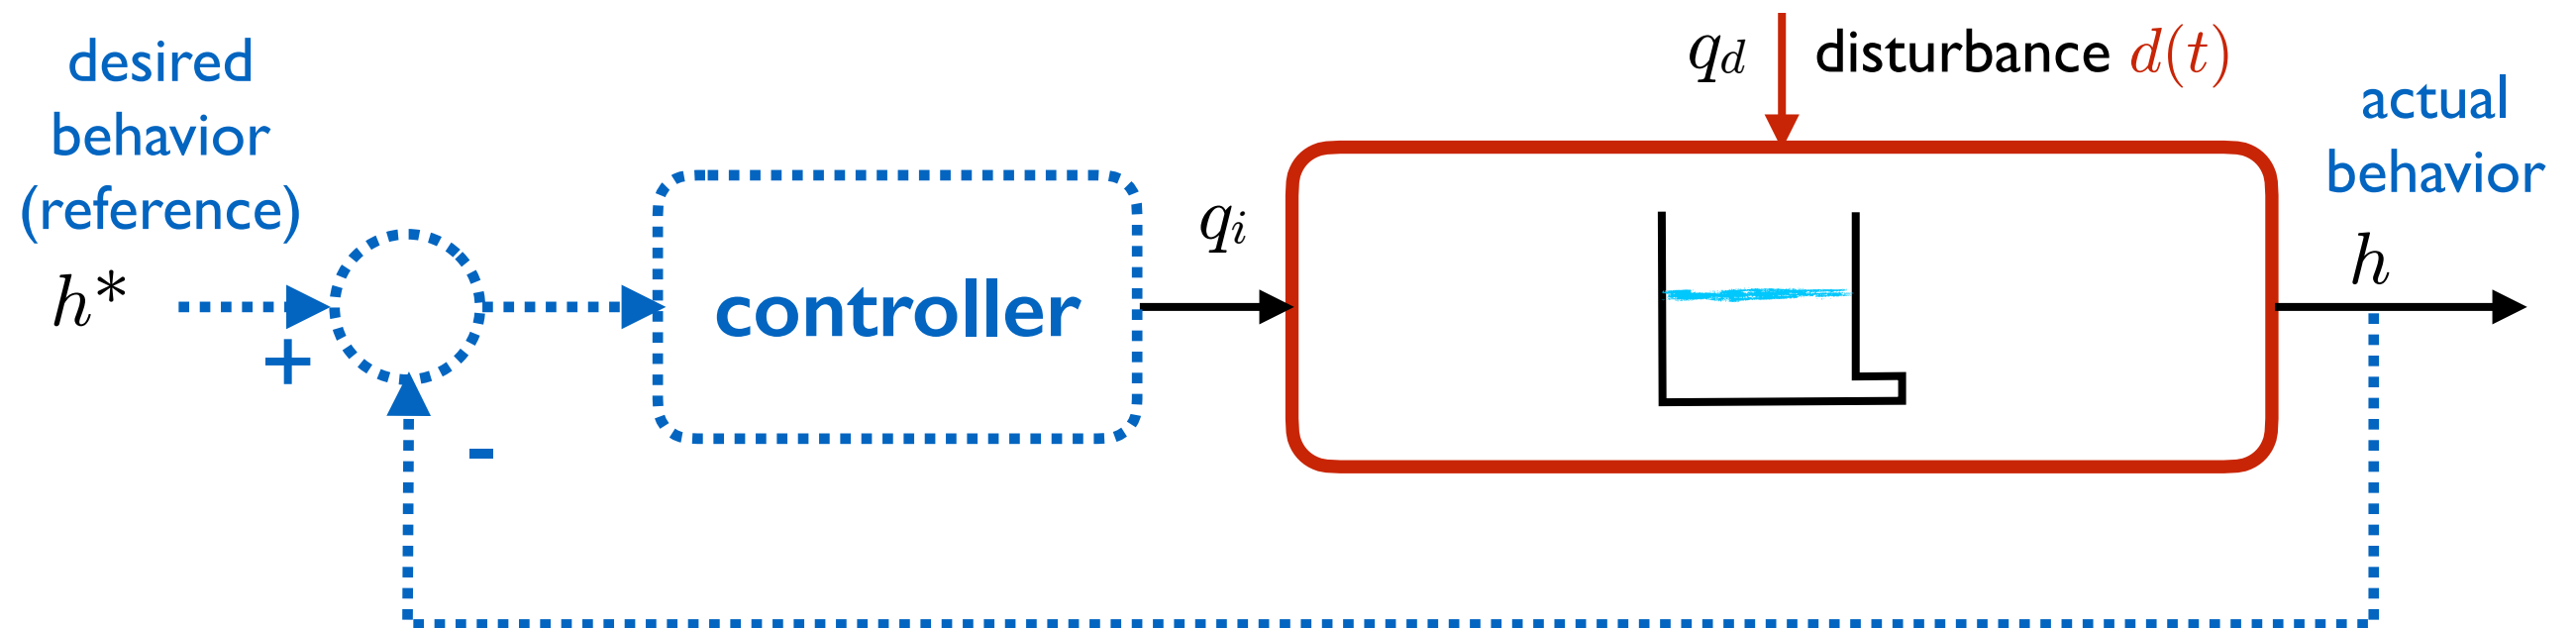 desired
behavior
(reference)
h*
+
-
controller
q_i
q_d
disturbance d(t)
actual
behavior
h